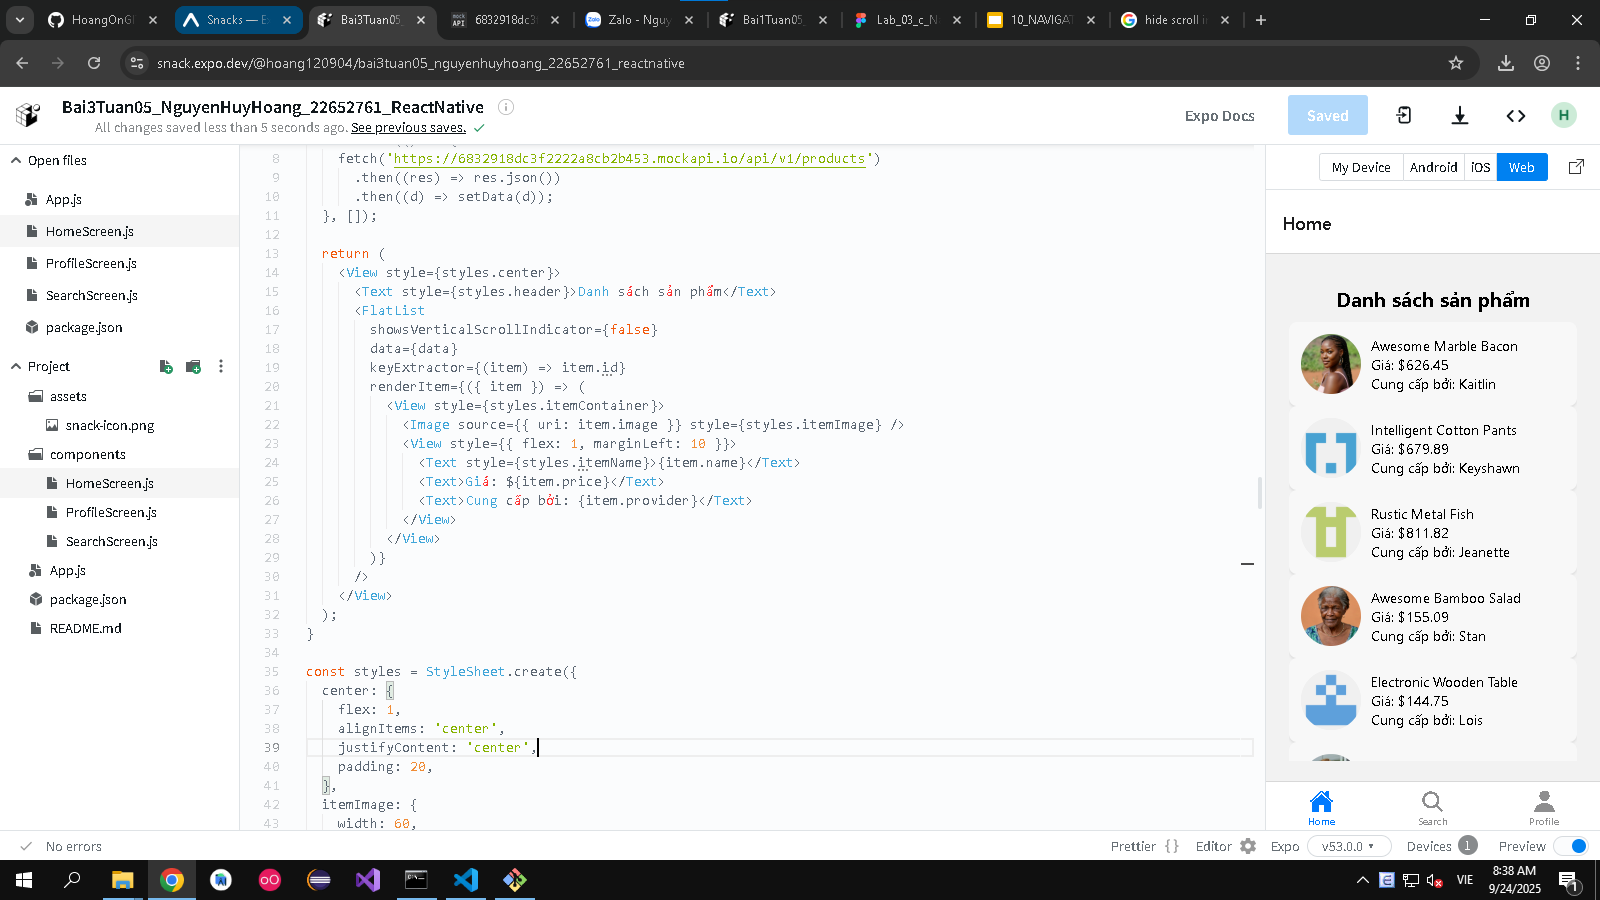 HoangOnGI
Snacks — E
Bai3Tuan05_
6832918dc3f
Zalo - Nguy
Bai1Tuan05_
Lab_03_c_N
10_NAVIGAT
hide scroll i
snack.expo.dev/@hoang120904/bai3tuan05_nguyenhuyhoang_22652761_reactnative
Bai3Tuan05_NguyenHuyHoang_22652761_ReactNative
All changes saved less than 5 seconds ago. See previous saves.
Expo Docs
Saved
H
Open files
App.js
HomeScreen.js
ProfileScreen.js
SearchScreen.js
package.json
Project
assets
snack-icon.png
components
HomeScreen.js
ProfileScreen.js
SearchScreen.js
App.js
package.json
README.md
8 fetch('https://6832918dc3f2222a8cb2b453.mockapi.io/api/v1/products')
9 .then((res) => res.json())
10 .then((d) => setData(d));
11 }, []);
12
13 return (
14 <View style={styles.center}>
15 <Text style={styles.header}>Danh sách sản phẩm</Text>
16 <FlatList
17 showsVerticalScrollIndicator={false}
18 data={data}
19 keyExtractor={(item) => item.id}
20 renderItem={({ item }) => (
21 <View style={styles.itemContainer}>
22 <Image source={{ uri: item.image }} style={styles.itemImage} />
23 <View style={{ flex: 1, marginLeft: 10 }}>
24 <Text style={styles.itemName}>{item.name}</Text>
25 <Text>Giá: ${item.price}</Text>
26 <Text>Cung cấp bởi: {item.provider}</Text>
27 </View>
28 </View>
29 )}
30 />
31 </View>
32 );
33 }
34
35 const styles = StyleSheet.create({
36 center: {
37 flex: 1,
38 alignItems: 'center',
39 justifyContent: 'center',
40 padding: 20,
41 },
42 itemImage: {
43 width: 60,
My Device
Android
iOS
Web
Home
Danh sách sản phẩm
Awesome Marble Bacon
Giá: $626.45
Cung cấp bởi: Kaitlin
Intelligent Cotton Pants
Giá: $679.89
Cung cấp bởi: Keyshawn
Rustic Metal Fish
Giá: $811.82
Cung cấp bởi: Jeanette
Awesome Bamboo Salad
Giá: $155.09
Cung cấp bởi: Stan
Electronic Wooden Table
Giá: $144.75
Cung cấp bởi: Lois
Home
Search
Profile
No errors
Prettier { }
Editor
Expo
v53.0.0
Devices 1
Preview
VIE
8:38 AM
9/24/2025
1